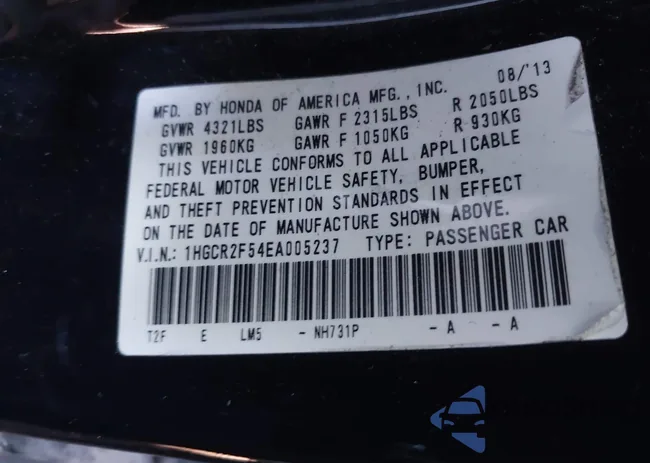 MFD. BY HONDA OF AMERICA MFG., INC. 08/'13
GVWR 4321LBS GAWR F 2315LBS R 2050LBS
GVWR 1960KG GAWR F 1050KG R 930KG
THIS VEHICLE CONFORMS TO ALL APPLICABLE
FEDERAL MOTOR VEHICLE SAFETY, BUMPER,
AND THEFT PREVENTION STANDARDS IN EFFECT
ON THE DATE OF MANUFACTURE SHOWN ABOVE.
V.I.N.: 1HGCR2F54EA005237 TYPE: PASSENGER CAR
T2F E LM5 - NH731P - A - A